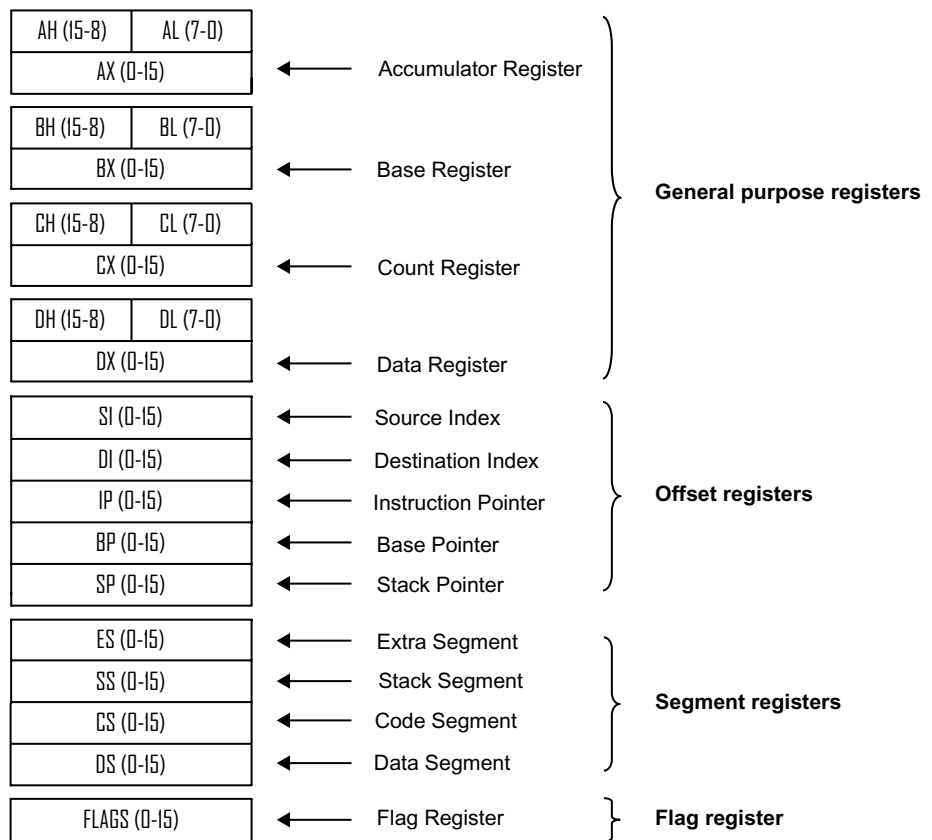 AH (15-8) AL (7-0)
AX (0-15) Accumulator Register
BH (15-8) BL (7-0)
BX (0-15) Base Register
General purpose registers
CH (15-8) CL (7-0)
CX (0-15) Count Register
DH (15-8) DL (7-0)
DX (0-15) Data Register
SI (0-15) Source Index
DI (0-15) Destination Index
IP (0-15) Instruction Pointer Offset registers
BP (0-15) Base Pointer
SP (0-15) Stack Pointer
ES (0-15) Extra Segment
SS (0-15) Stack Segment
Segment registers
CS (0-15) Code Segment
DS (0-15) Data Segment
FLAGS (0-15) Flag Register Flag register